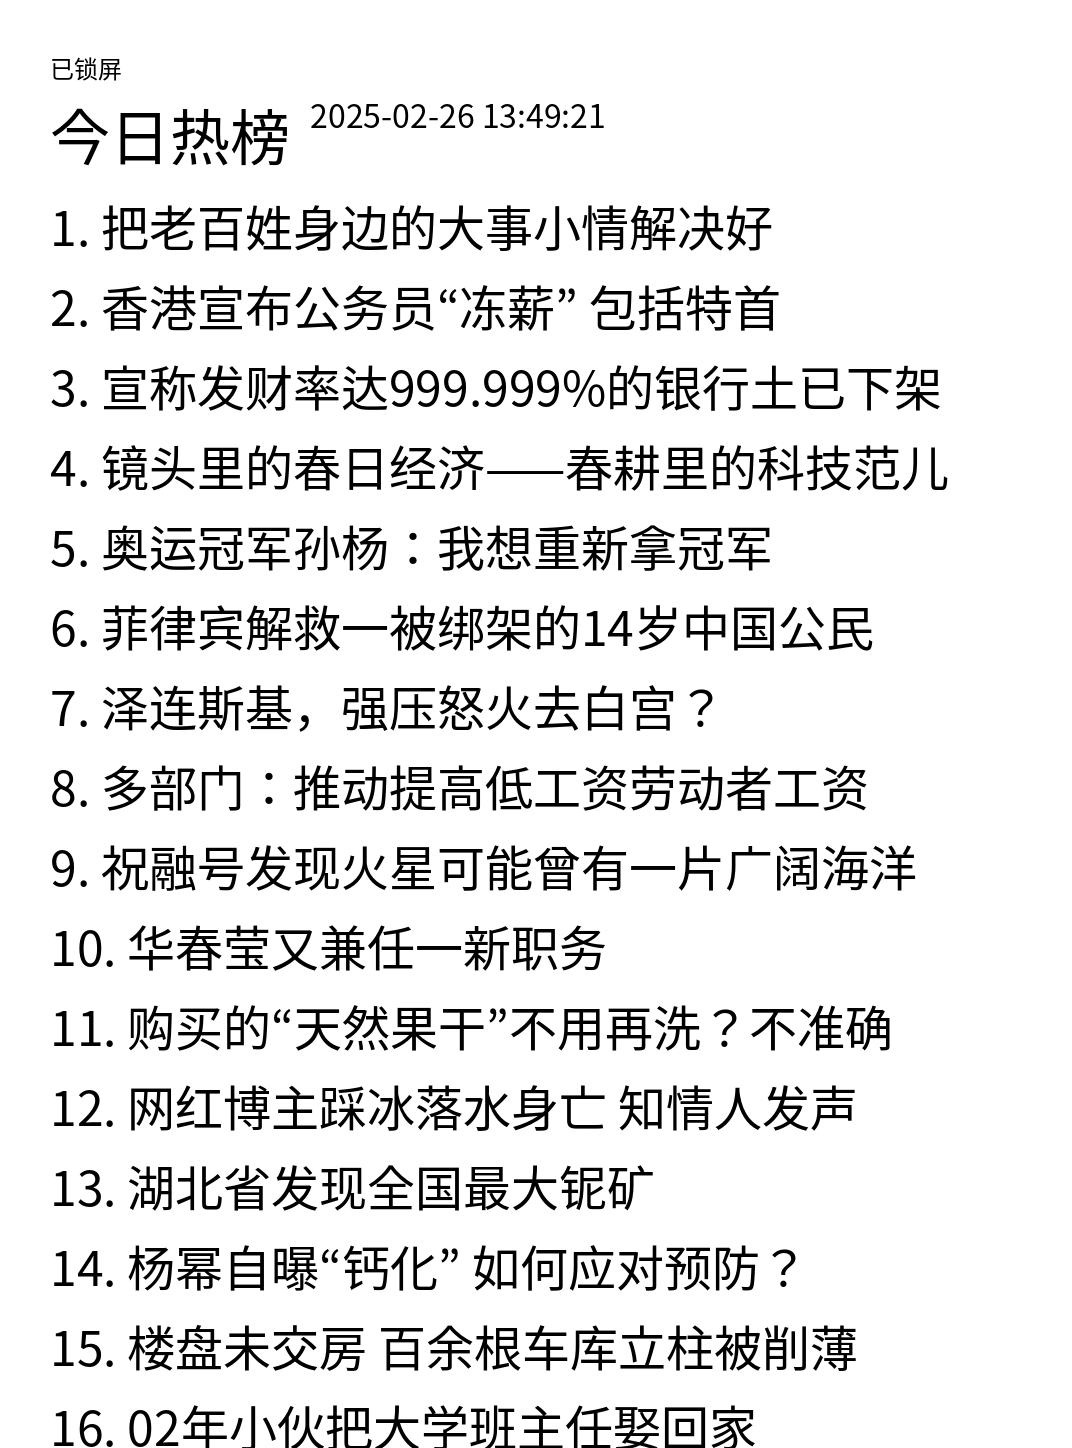 已锁屏
今日热榜 2025-02-26 13:49:21
1. 把老百姓身边的大事小情解决好
2. 香港宣布公务员“冻薪” 包括特首
3. 宣称发财率达999.999%的银行土已下架
4. 镜头里的春日经济——春耕里的科技范儿
5. 奥运冠军孙杨：我想重新拿冠军
6. 菲律宾解救一被绑架的14岁中国公民
7. 泽连斯基，强压怒火去白宫？
8. 多部门：推动提高低工资劳动者工资
9. 祝融号发现火星可能曾有一片广阔海洋
10. 华春莹又兼任一新职务
11. 购买的“天然果干”不用再洗？不准确
12. 网红博主踩冰落水身亡 知情人发声
13. 湖北省发现全国最大铌矿
14. 杨幂自曝“钙化” 如何应对预防？
15. 楼盘未交房 百余根车库立柱被削薄
16. 02年小伙把大学班主任娶回家